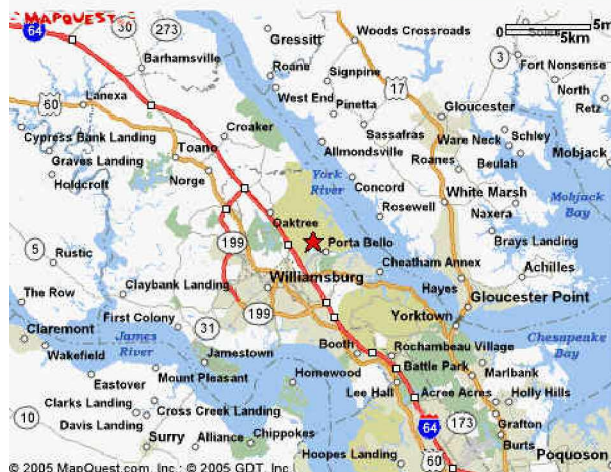 MAPQUEST
64
30
273
Gressitt
Woods Crossroads
5mi
5km
3
Barhamsville
Roane
Signpine
17
Fort Nonsense
60
Lanexa
West End
Pinetta
Gloucester
North
Retz
Cypress Bank Landing
Croaker
Sassafras
Ware Neck
Schley
Graves Landing
Toano
Allmondsville
Roanes
Beulah
Mobjack
Holdcroft
Norge
York
River
Concord
White Marsh
Mobjack
Bay
Rosewell
Naxera
Oaktree
5
Rustic
199
Porta Bello
Brays Landing
Cheatham Annex
Achilles
The Row
Claybank Landing
Williamsburg
Hayes
Gloucester Point
First Colony
199
Yorktown
Claremont
James
River
31
Chesapeake
Bay
Wakefield
Jamestown
Booth
Rochambeau Village
Eastover
Mount Pleasant
Homewood
Battle Park
Marlbank
Lee Hall
Acree Acres
Holly Hills
10
Clarks Landing
Cross Creek Landing
173
Davis Landing
64
Grafton
Surry
Alliance
Chippokes
Burts
Hoopes Landing
60
Poquoson
© 2005 MapQuest.com, Inc.; © 2005 GDT, Inc.